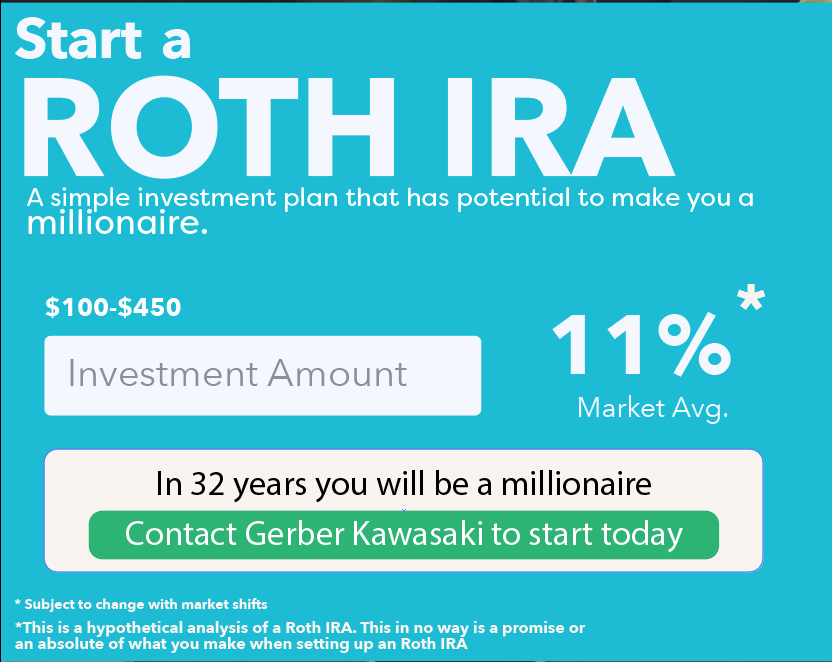 Start a
ROTH IRA
A simple investment plan that has potential to make you a
millionaire.
$100-$450
Investment Amount
11%*
Market Avg.
In 32 years you will be a millionaire
Contact Gerber Kawasaki to start today
* Subject to change with market shifts
*This is a hypothetical analysis of a Roth IRA. This in no way is a promise or
an absolute of what you make when setting up an Roth IRA